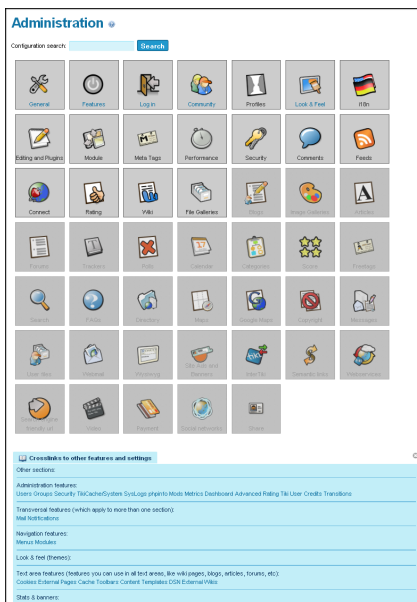 Administration
Configuration search: Search
General Features Log in Community Profiles Look & Feel i18n
Editing and Plugins Module Meta Tags Performance Security Comments Feeds
Connect Rating Wiki File Galleries Blogs Image Galleries Articles
Forums Trackers Polls Calendar Categories Score Freetags
Search FAQs Directory Maps Google Maps Copyright Messages
User files Webmail Wysiwyg Site Ads and Banners InterTiki Semantic links Webservices
Search engine friendly url Video Payment Social networks Share
Crosslinks to other features and settings
Other sections:
Administration features:
Users Groups Security TikiCache/System SysLogs phpinfo Mods Metrics Dashboard Advanced Rating Tiki User Credits Transitions
Transversal features (which apply to more than one section):
Mail Notifications
Navigation features:
Menus Modules
Look & feel (themes):
Text area features (features you can use in all text areas, like wiki pages, blogs, articles, forums, etc):
Cookies External Pages Cache Toolbars Content Templates DSN External Wikis
Stats & banners: